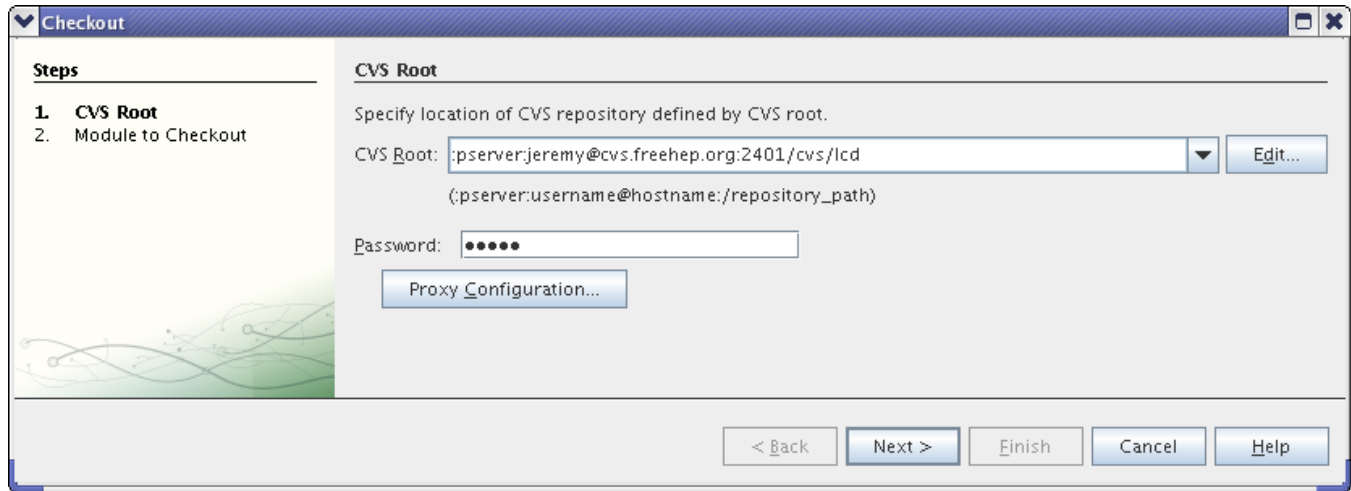 Checkout
Steps
1. CVS Root
2. Module to Checkout
CVS Root
Specify location of CVS repository defined by CVS root.
CVS Root: :pserver:jeremy@cvs.freehep.org:2401/cvs/lcd Edit...
(:pserver:username@hostname:/repository_path)
Password: •••••
Proxy Configuration...
< Back Next > Finish Cancel Help